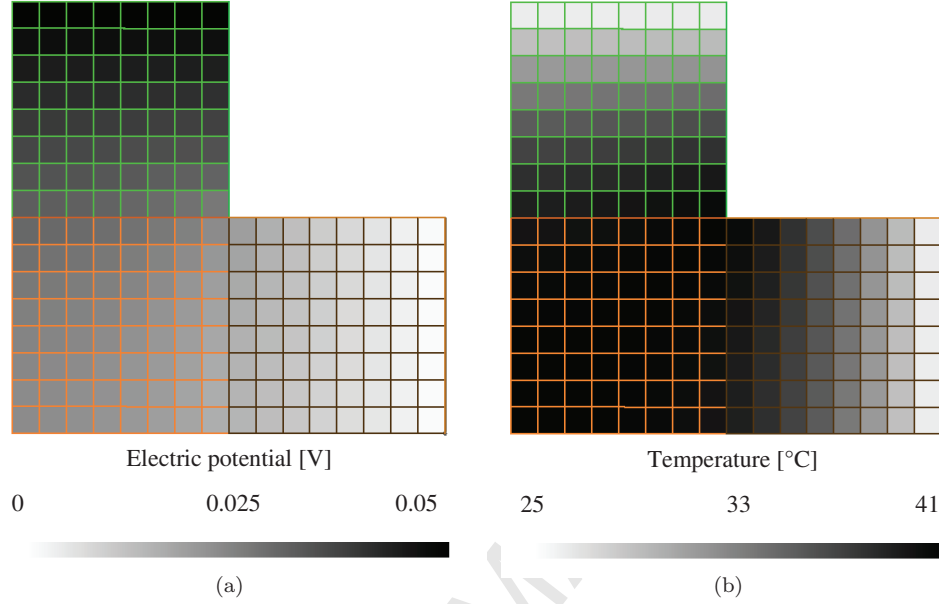 Electric potential [V]
0 0.025 0.05
(a)
Temperature [°C]
25 33 41
(b)